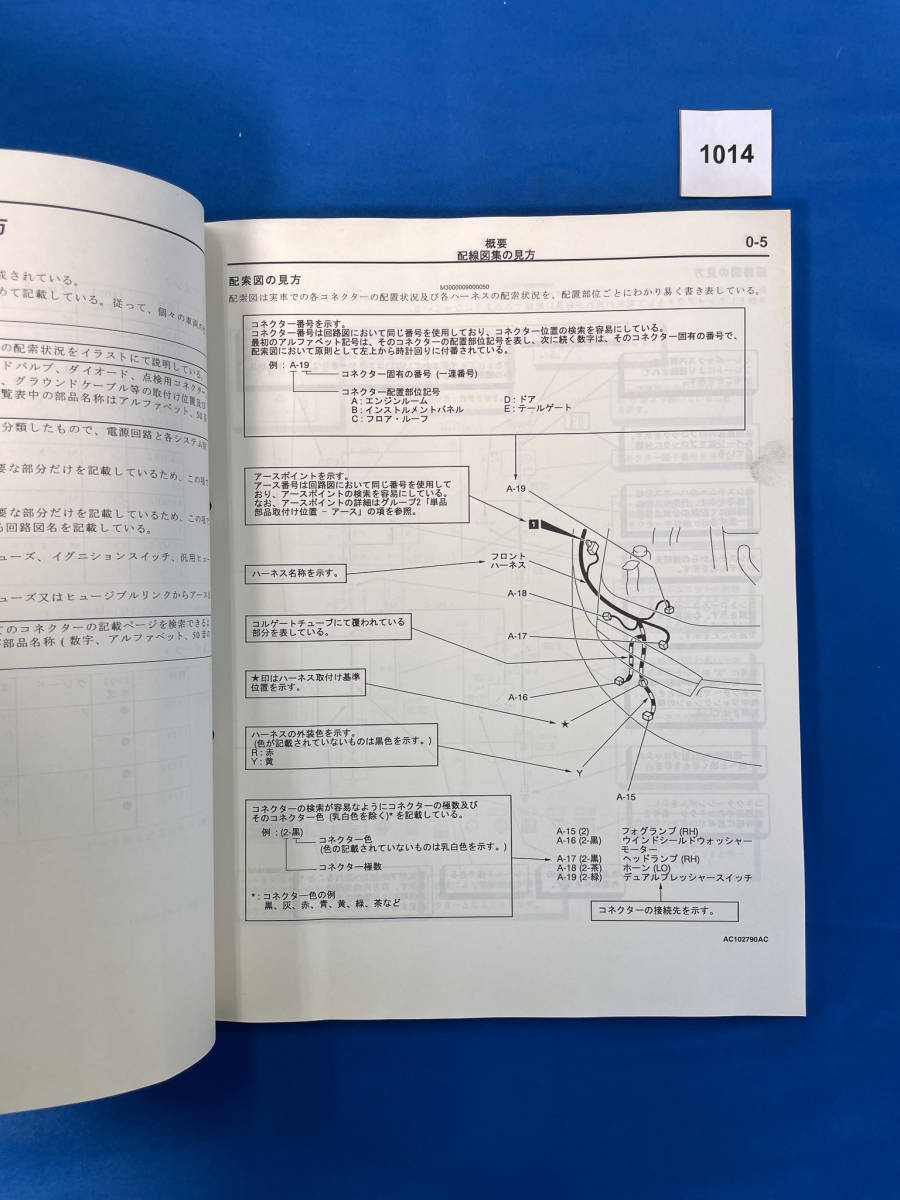 1014
方
成されている。
めて記載している。従って、個々の車両の
の配索状況をイラストにて説明している。
ドバルブ、ダイオード、点検用コネクター
、グラウンドケーブル等の取付け位置及び
覧表中の部品名称はアルファベット、50音
分類したもので、電源回路と各システム
要な部分だけを記載しているため、この項
要な部分だけを記載しているため、この項
ら回路図名を記載している。
ューズ、イグニションスイッチ、汎用ヒュー
ューズ又はヒュージブルリンクからアース
てのコネクターの記載ページを検索できるよ
部品名称(数字、アルファベット、50音の
概要
配線図集の見方
0-5
配索図の見方
M3000009000050
配索図は実車での各コネクターの配置状況及び各ハーネスの配索状況を、配置部位ごとにわかり易く書き表している。
コネクター番号を示す。
コネクター番号は回路図において同じ番号を使用しており、コネクター位置の検索を容易にしている。
最初のアルファベット記号は、そのコネクターの配置部位記号を表し、次に続く数字は、そのコネクター固有の番号で、
配索図において原則として左上から時計回りに付番されている。
例：A-19
コネクター固有の番号 (一連番号)
コネクター配置部位記号
A：エンジンルーム
B：インストルメントパネル
C：フロア・ルーフ
D：ドア
E：テールゲート
アースポイントを示す。
アース番号は回路図において同じ番号を使用して
おり、アースポイントの検索を容易にしている。
なお、アースポイントの詳細はグループ2「単品
部品取付け位置 − アース」の項を参照。
A-19
1
フロント
ハーネス
ハーネス名称を示す。
A-18
コルゲートチューブにて覆われている
部分を表している。
A-17
★印はハーネス取付け基準
位置を示す。
A-16
★
ハーネスの外装色を示す。
(色が記載されていないものは黒色を示す。)
R：赤
Y：黄
Y
A-15
コネクターの検索が容易なようにコネクターの極数及び
そのコネクター色 (乳白色を除く)* を記載している。
例：(2-黒)
コネクター色
(色の記載されていないものは乳白色を示す。)
コネクター極数
*：コネクター色の例
黒、灰、赤、青、黄、緑、茶など
A-15 (2) フォグランプ (RH)
A-16 (2-黒) ウインドシールドウォッシャー
モーター
A-17 (2-黒) ヘッドランプ (RH)
A-18 (2-茶) ホーン (LO)
A-19 (2-緑) デュアルプレッシャースイッチ
コネクターの接続先を示す。
AC102790AC